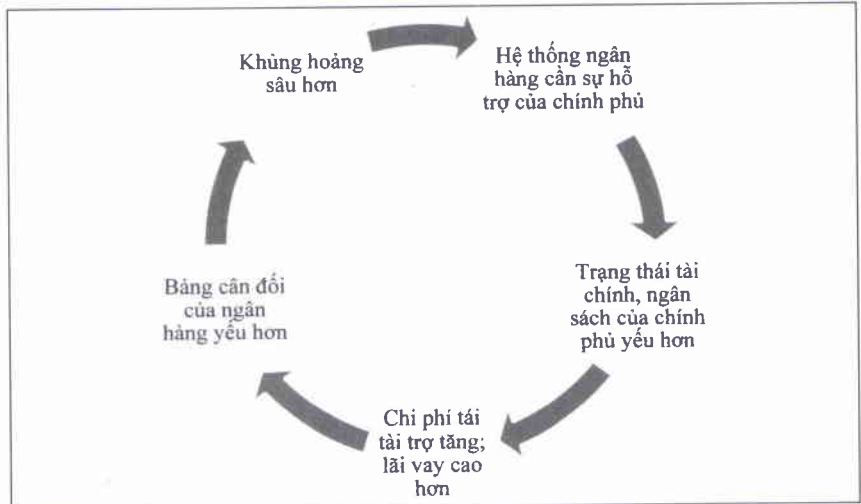 Khủng hoảng
sâu hơn
Hệ thống ngân
hàng cần sự hỗ
trợ của chính phủ
Trạng thái tài
chính, ngân
sách của chính
phủ yếu hơn
Chi phí tái
tài trợ tăng;
lãi vay cao
hơn
Bảng cân đối
của ngân
hàng yếu hơn